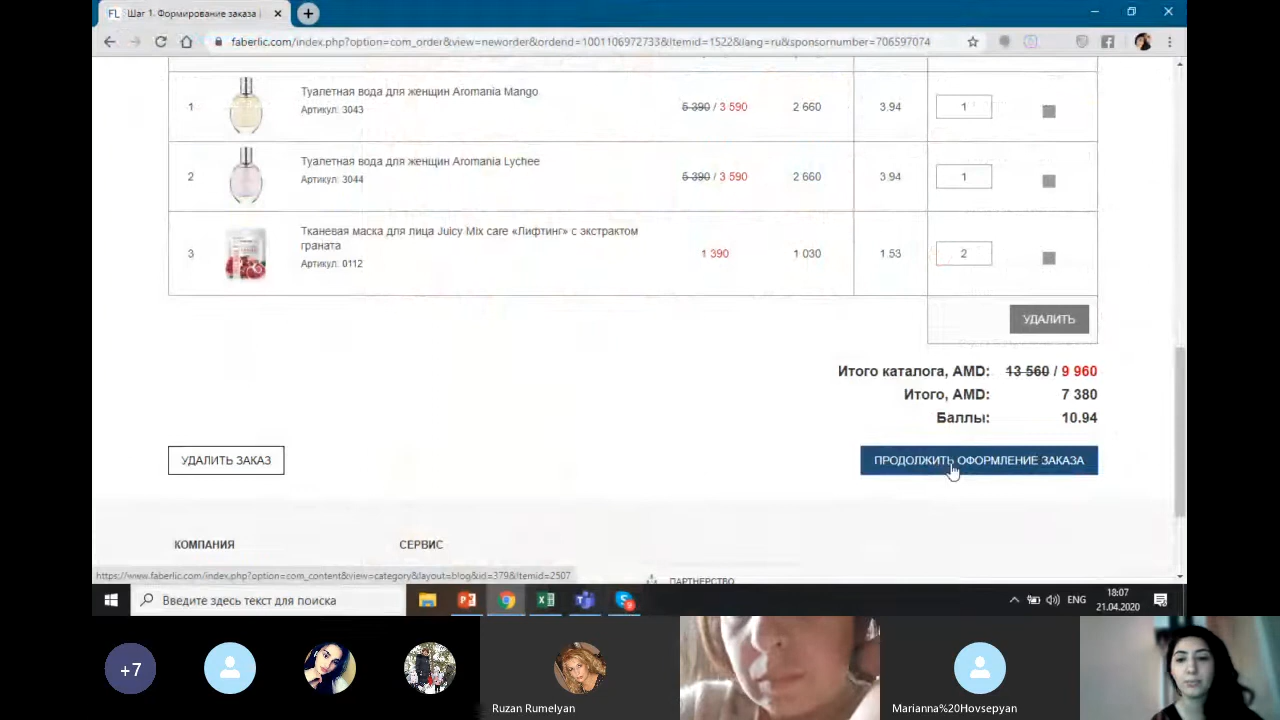 FL Шаг 1. Формирование заказа |
faberlic.com/index.php?option=com_order&view=neworder&ordend=1001106972733&Itemid=1522&lang=ru&sponsornumber=706597074
1 Туалетная вода для женщин Aromania Mango 5 390 / 3 590 2 660 3.94 1
Артикул: 3043
2 Туалетная вода для женщин Aromania Lychee 5 390 / 3 590 2 660 3.94 1
Артикул: 3044
Тканевая маска для лица Juicy Mix care «Лифтинг» с экстрактом
граната
3 1 390 1 030 1.53 2
Артикул: 0112
УДАЛИТЬ
Итого каталога, AMD: 13 560 / 9 960
Итого, AMD: 7 380
Баллы: 10.94
УДАЛИТЬ ЗАКАЗ ПРОДОЛЖИТЬ ОФОРМЛЕНИЕ ЗАКАЗА
КОМПАНИЯ СЕРВИС
https://www.faberlic.com/index.php?option=com_content&view=category&layout=blog&id=379&Itemid=2507
ПАРТНЕРСТВО
Введите здесь текст для поиска
ENG
18:07
21.04.2020
+7
Ruzan Rumelyan
Marianna%20Hovsepyan